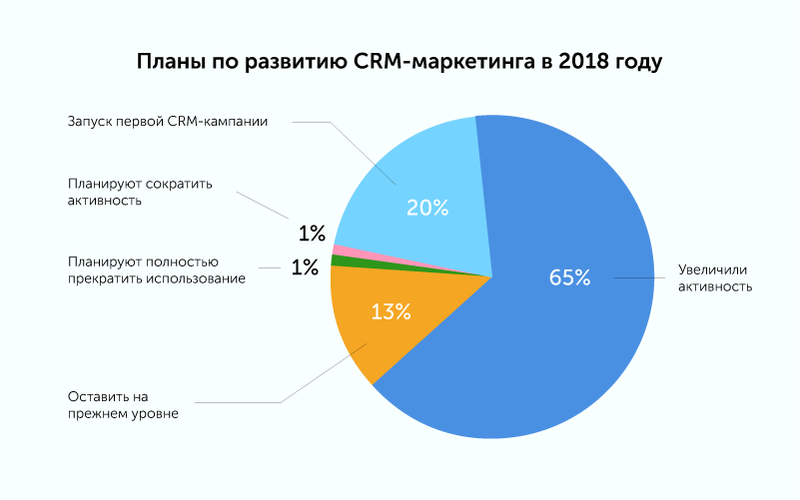 Планы по развитию CRM-маркетинга в 2018 году
Запуск первой CRM-кампании
20%
Планируют сократить
активность
1%
Планируют полностью
прекратить использование
1%
65%
Увеличили
активность
13%
Оставить на
прежнем уровне